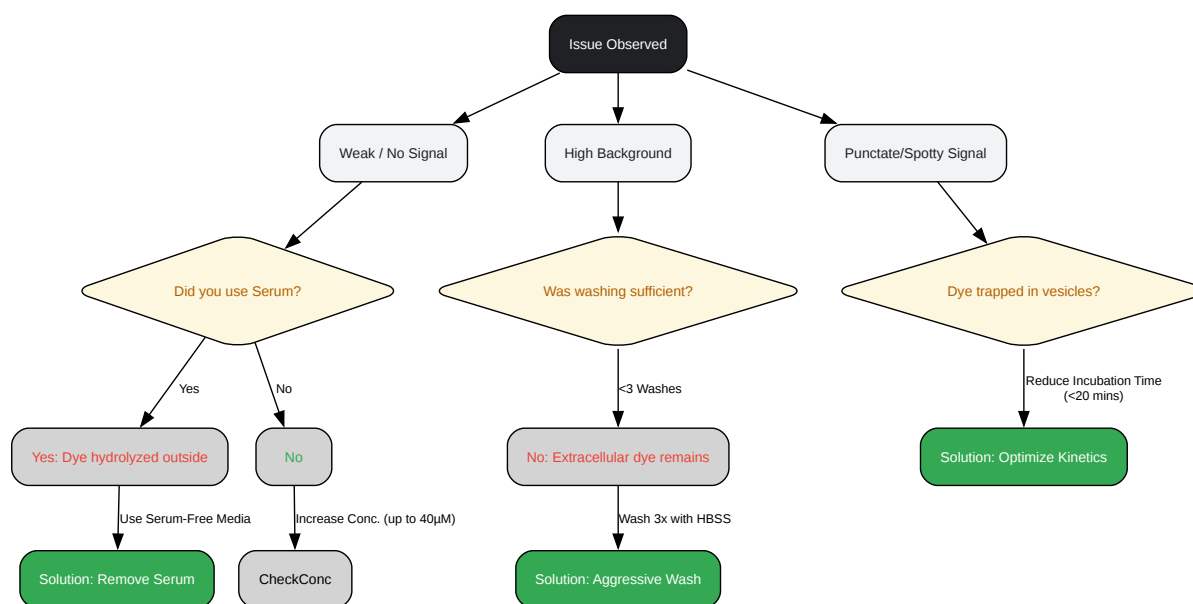 Issue Observed
Weak / No Signal
High Background
Punctate/Spotty Signal
Did you use Serum?
Was washing sufficient?
Dye trapped in vesicles?
Yes
No
<3 Washes
Reduce Incubation Time
(<20 mins)
Yes: Dye hydrolyzed outside
No
No: Extracellular dye remains
Solution: Optimize Kinetics
Use Serum-Free Media
Increase Conc. (up to 40µM)
Wash 3x with HBSS
Solution: Remove Serum
CheckConc
Solution: Aggressive Wash